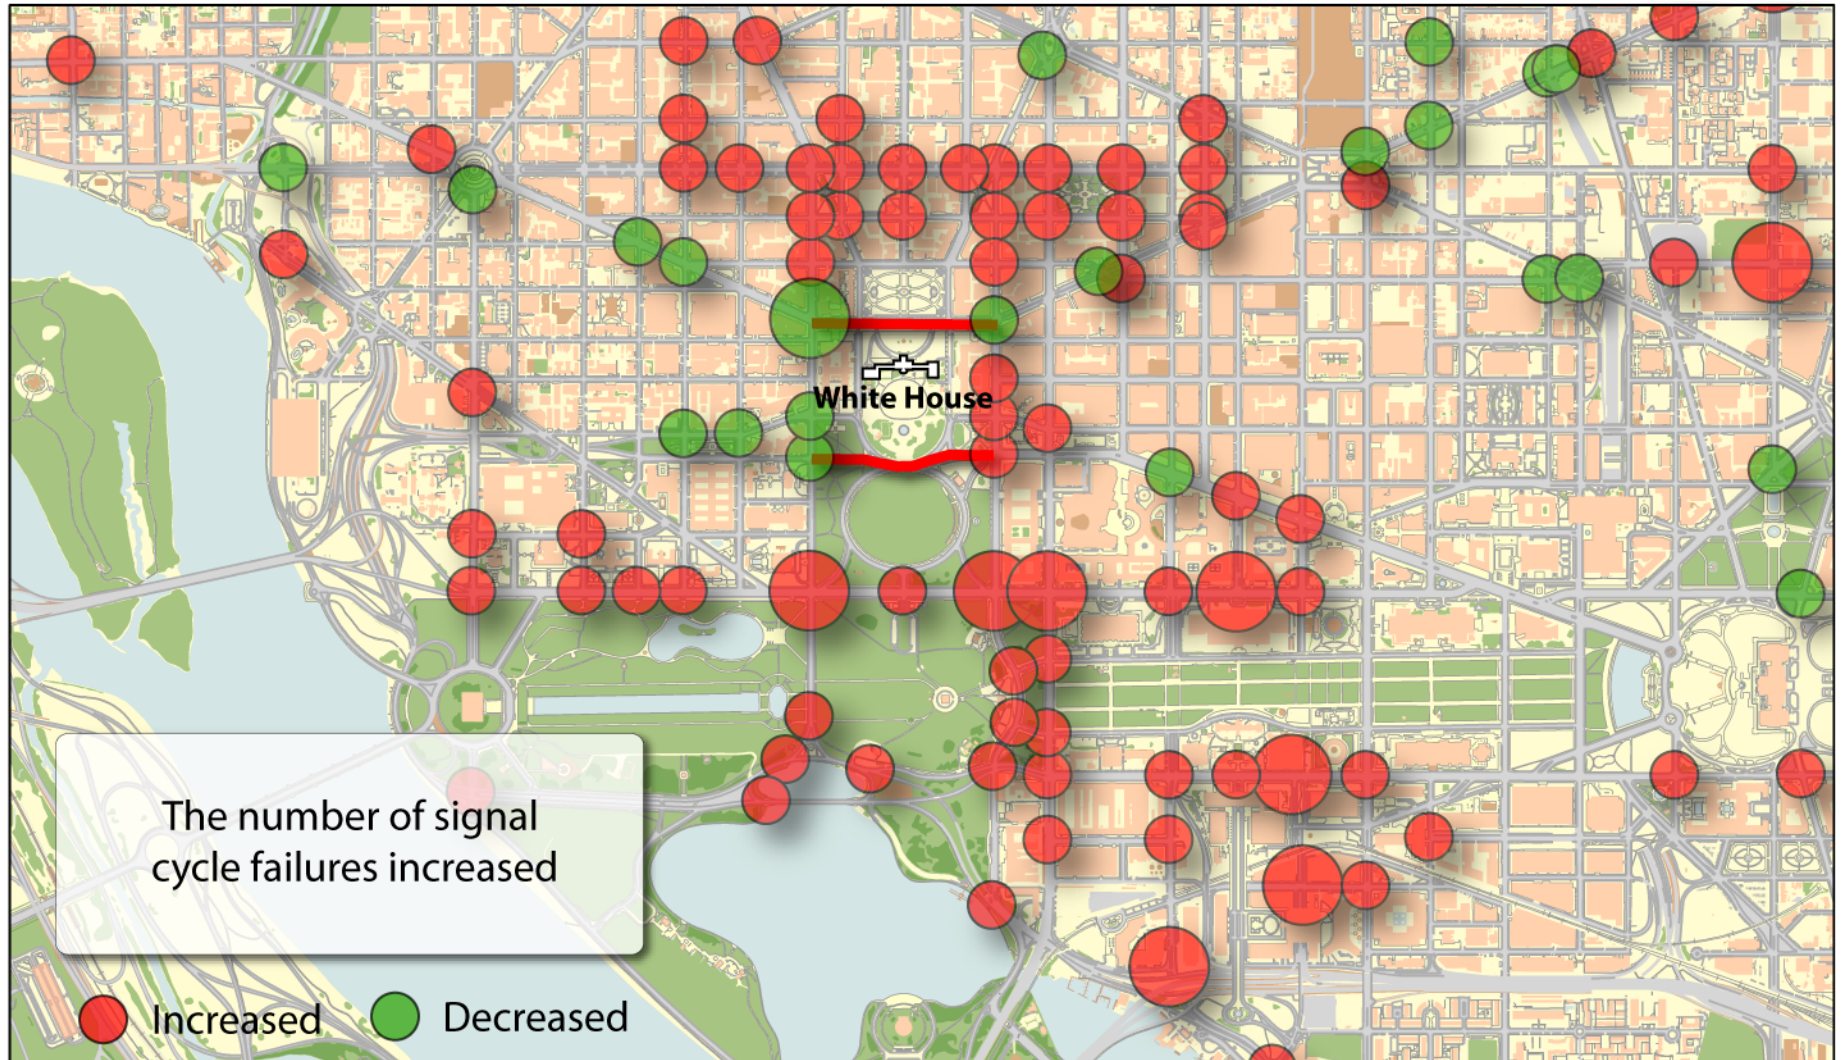 White House
The number of signal
cycle failures increased
Increased
Decreased